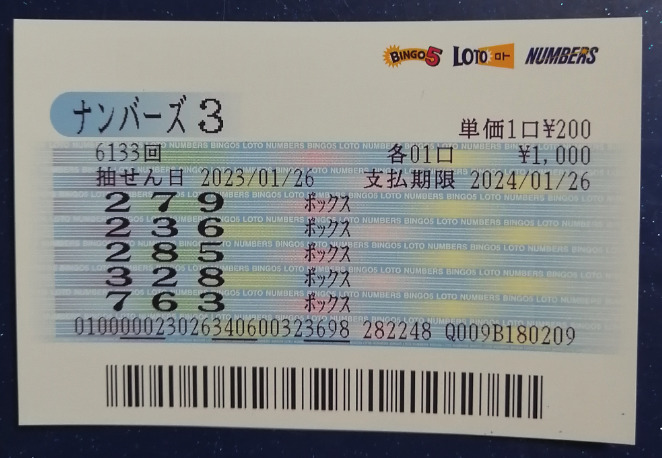 BINGO5 LOTO ロト NUMBERS
ナンバーズ 3
単価1口¥200
6133回 各01口 ¥1,000
抽せん日 2023/01/26 支払期限 2024/01/26
2 7 9 ボックス
2 3 6 ボックス
2 8 5 ボックス
3 2 8 ボックス
7 6 3 ボックス
010000023026340600323698 282248 Q009B180209